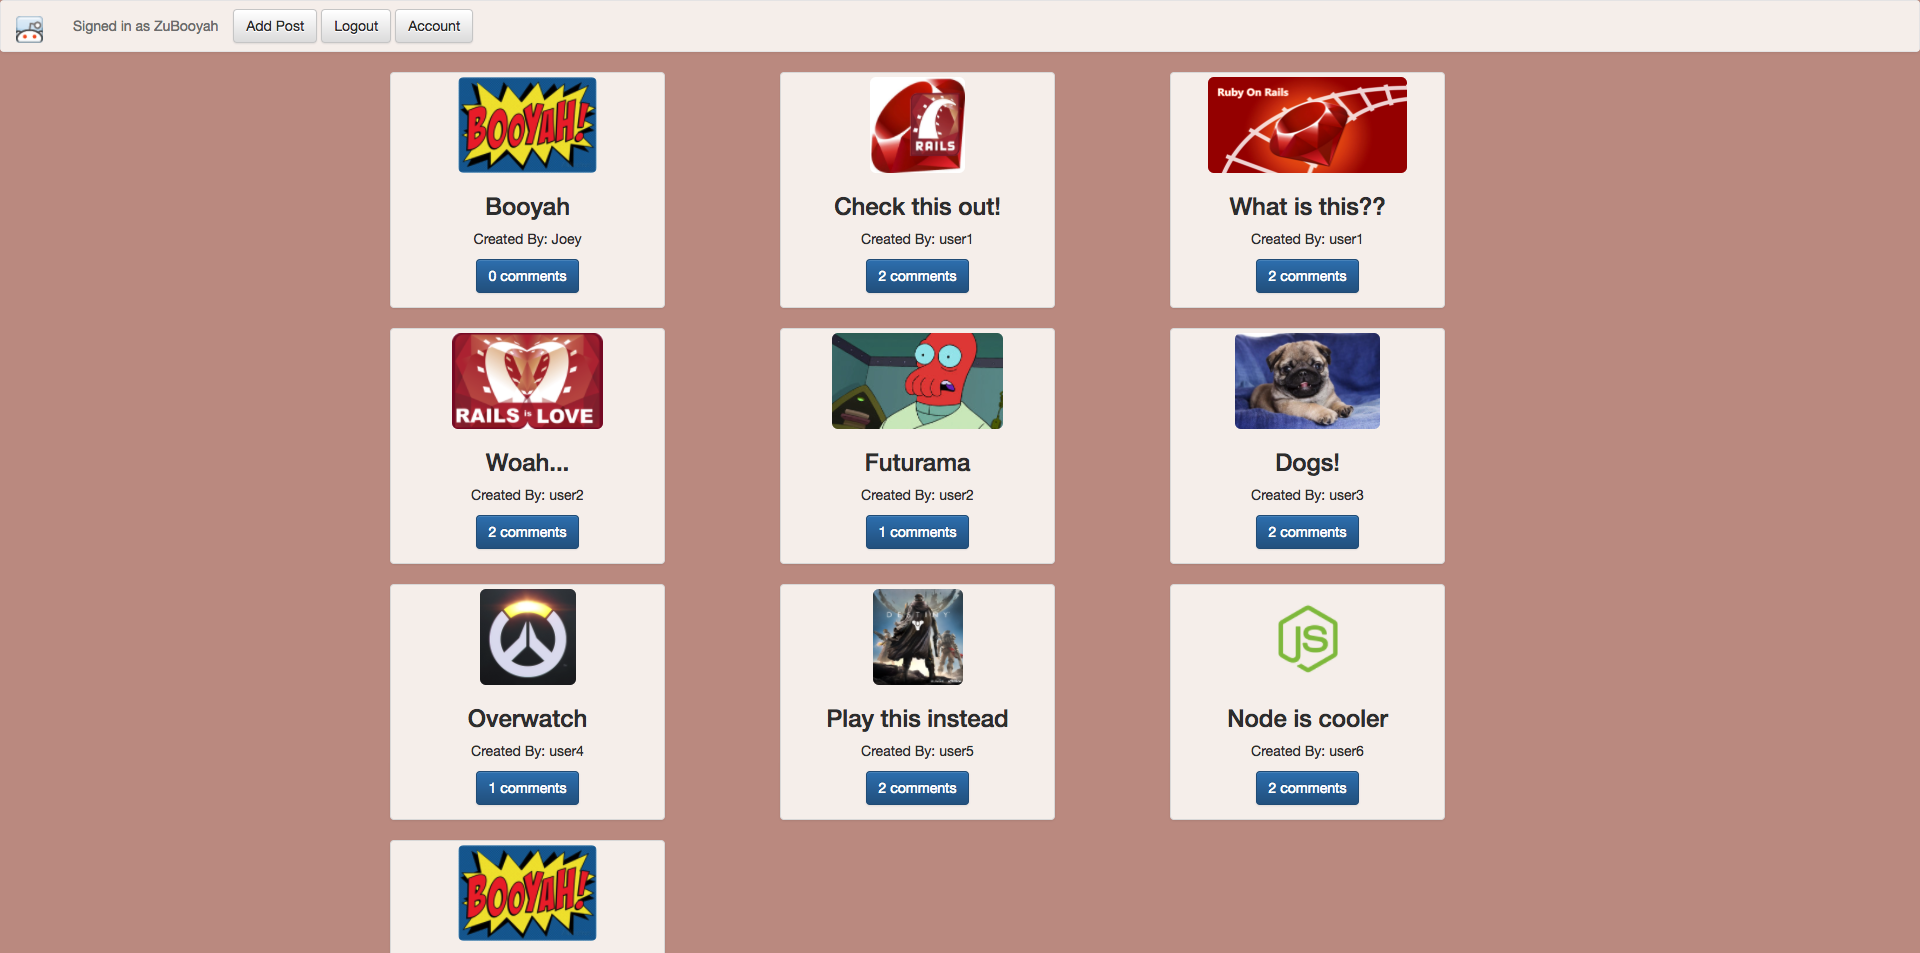 Signed in as ZuBooyah Add Post Logout Account
BOOYAH!
Booyah
Created By: Joey
0 comments
RAILS
Check this out!
Created By: user1
2 comments
Ruby On Rails
What is this??
Created By: user1
2 comments
RAILS is LOVE
Woah...
Created By: user2
2 comments
Futurama
Created By: user2
1 comments
Dogs!
Created By: user3
2 comments
Overwatch
Created By: user4
1 comments
DESTINY
Play this instead
Created By: user5
2 comments
JS
Node is cooler
Created By: user6
2 comments
BOOYAH!